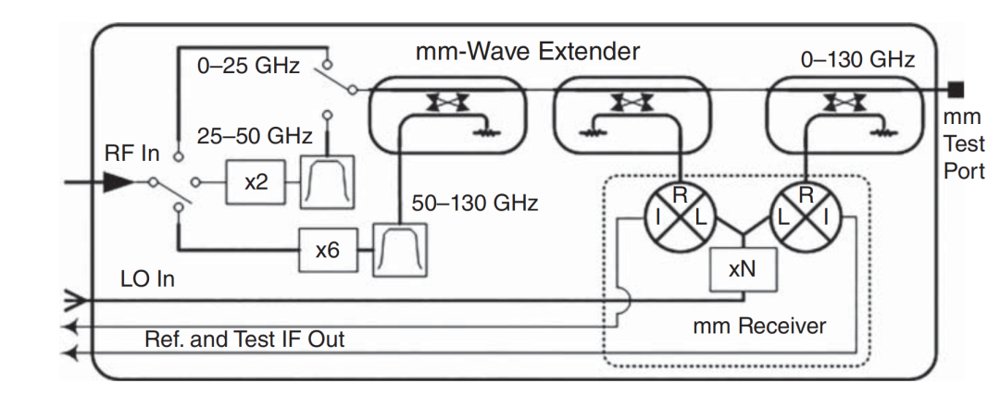 mm-Wave Extender
0–130 GHz
0–25 GHz
25–50 GHz
RF In
x2
50–130 GHz
x6
mm
Test
Port
R
I
L
R
L
I
xN
LO In
mm Receiver
Ref. and Test IF Out